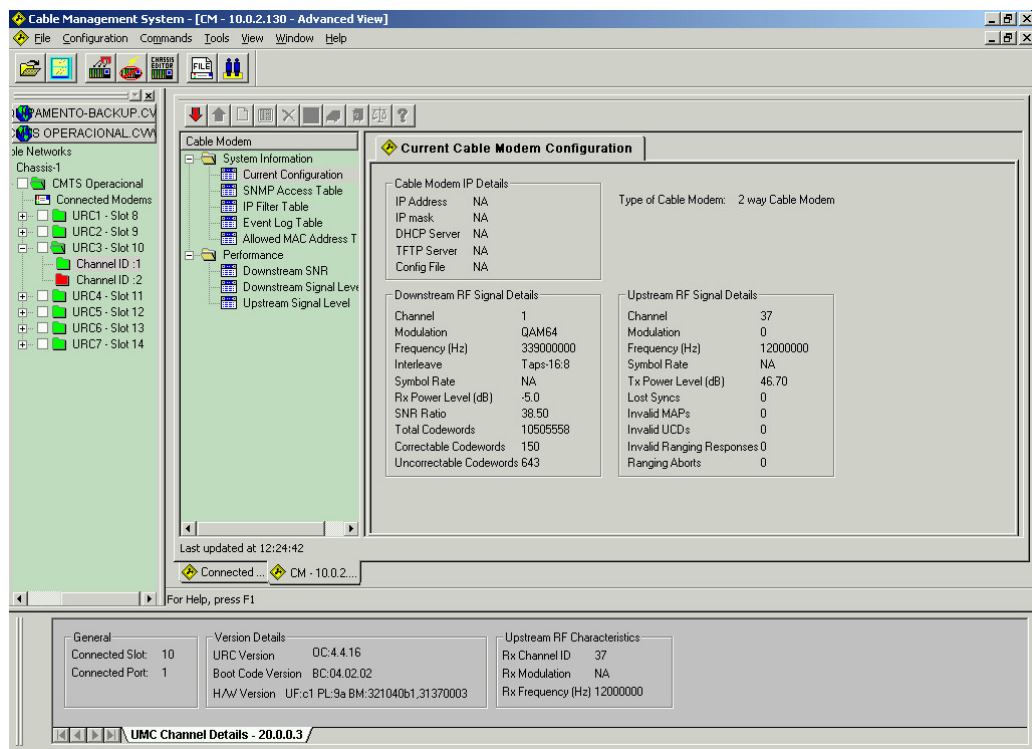 Cable Management System - [CM - 10.0.2.130 - Advanced View]
File Configuration Commands Tools View Window Help
CHASSIS EDITOR
FILE
AMENTO-BACKUP.CV
S OPERACIONAL.CVW
ble Networks
Chassis-1
CMTS Operacional
Connected Modems
URC1 - Slot 8
URC2 - Slot 9
URC3 - Slot 10
Channel ID :1
Channel ID :2
URC4 - Slot 11
URC5 - Slot 12
URC6 - Slot 13
URC7 - Slot 14
Cable Modem
System Information
Current Configuration
SNMP Access Table
IP Filter Table
Event Log Table
Allowed MAC Address T
Performance
Downstream SNR
Downstream Signal Leve
Upstream Signal Level
Current Cable Modem Configuration
Cable Modem IP Details
IP Address NA
IP mask NA
DHCP Server NA
TFTP Server NA
Config File NA
Type of Cable Modem: 2 way Cable Modem
Downstream RF Signal Details
Channel 1
Modulation QAM64
Frequency (Hz) 339000000
Interleave Taps-16:8
Symbol Rate NA
Rx Power Level (dB) -5.0
SNR Ratio 38.50
Total Codewords 10505558
Correctable Codewords 150
Uncorrectable Codewords 643
Upstream RF Signal Details
Channel 37
Modulation 0
Frequency (Hz) 12000000
Symbol Rate NA
Tx Power Level (dB) 46.70
Lost Syncs 0
Invalid MAPs 0
Invalid UCDs 0
Invalid Ranging Responses 0
Ranging Aborts 0
Last updated at 12:24:42
Connected ... CM - 10.0.2....
For Help, press F1
General
Connected Slot: 10
Connected Port: 1
Version Details
URC Version OC:4.4.16
Boot Code Version BC:04.02.02
H/W Version UF:c1 PL:9a BM:321040b1,31370003
Upstream RF Characteristics
Rx Channel ID 37
Rx Modulation NA
Rx Frequency (Hz) 12000000
UMC Channel Details - 20.0.0.3